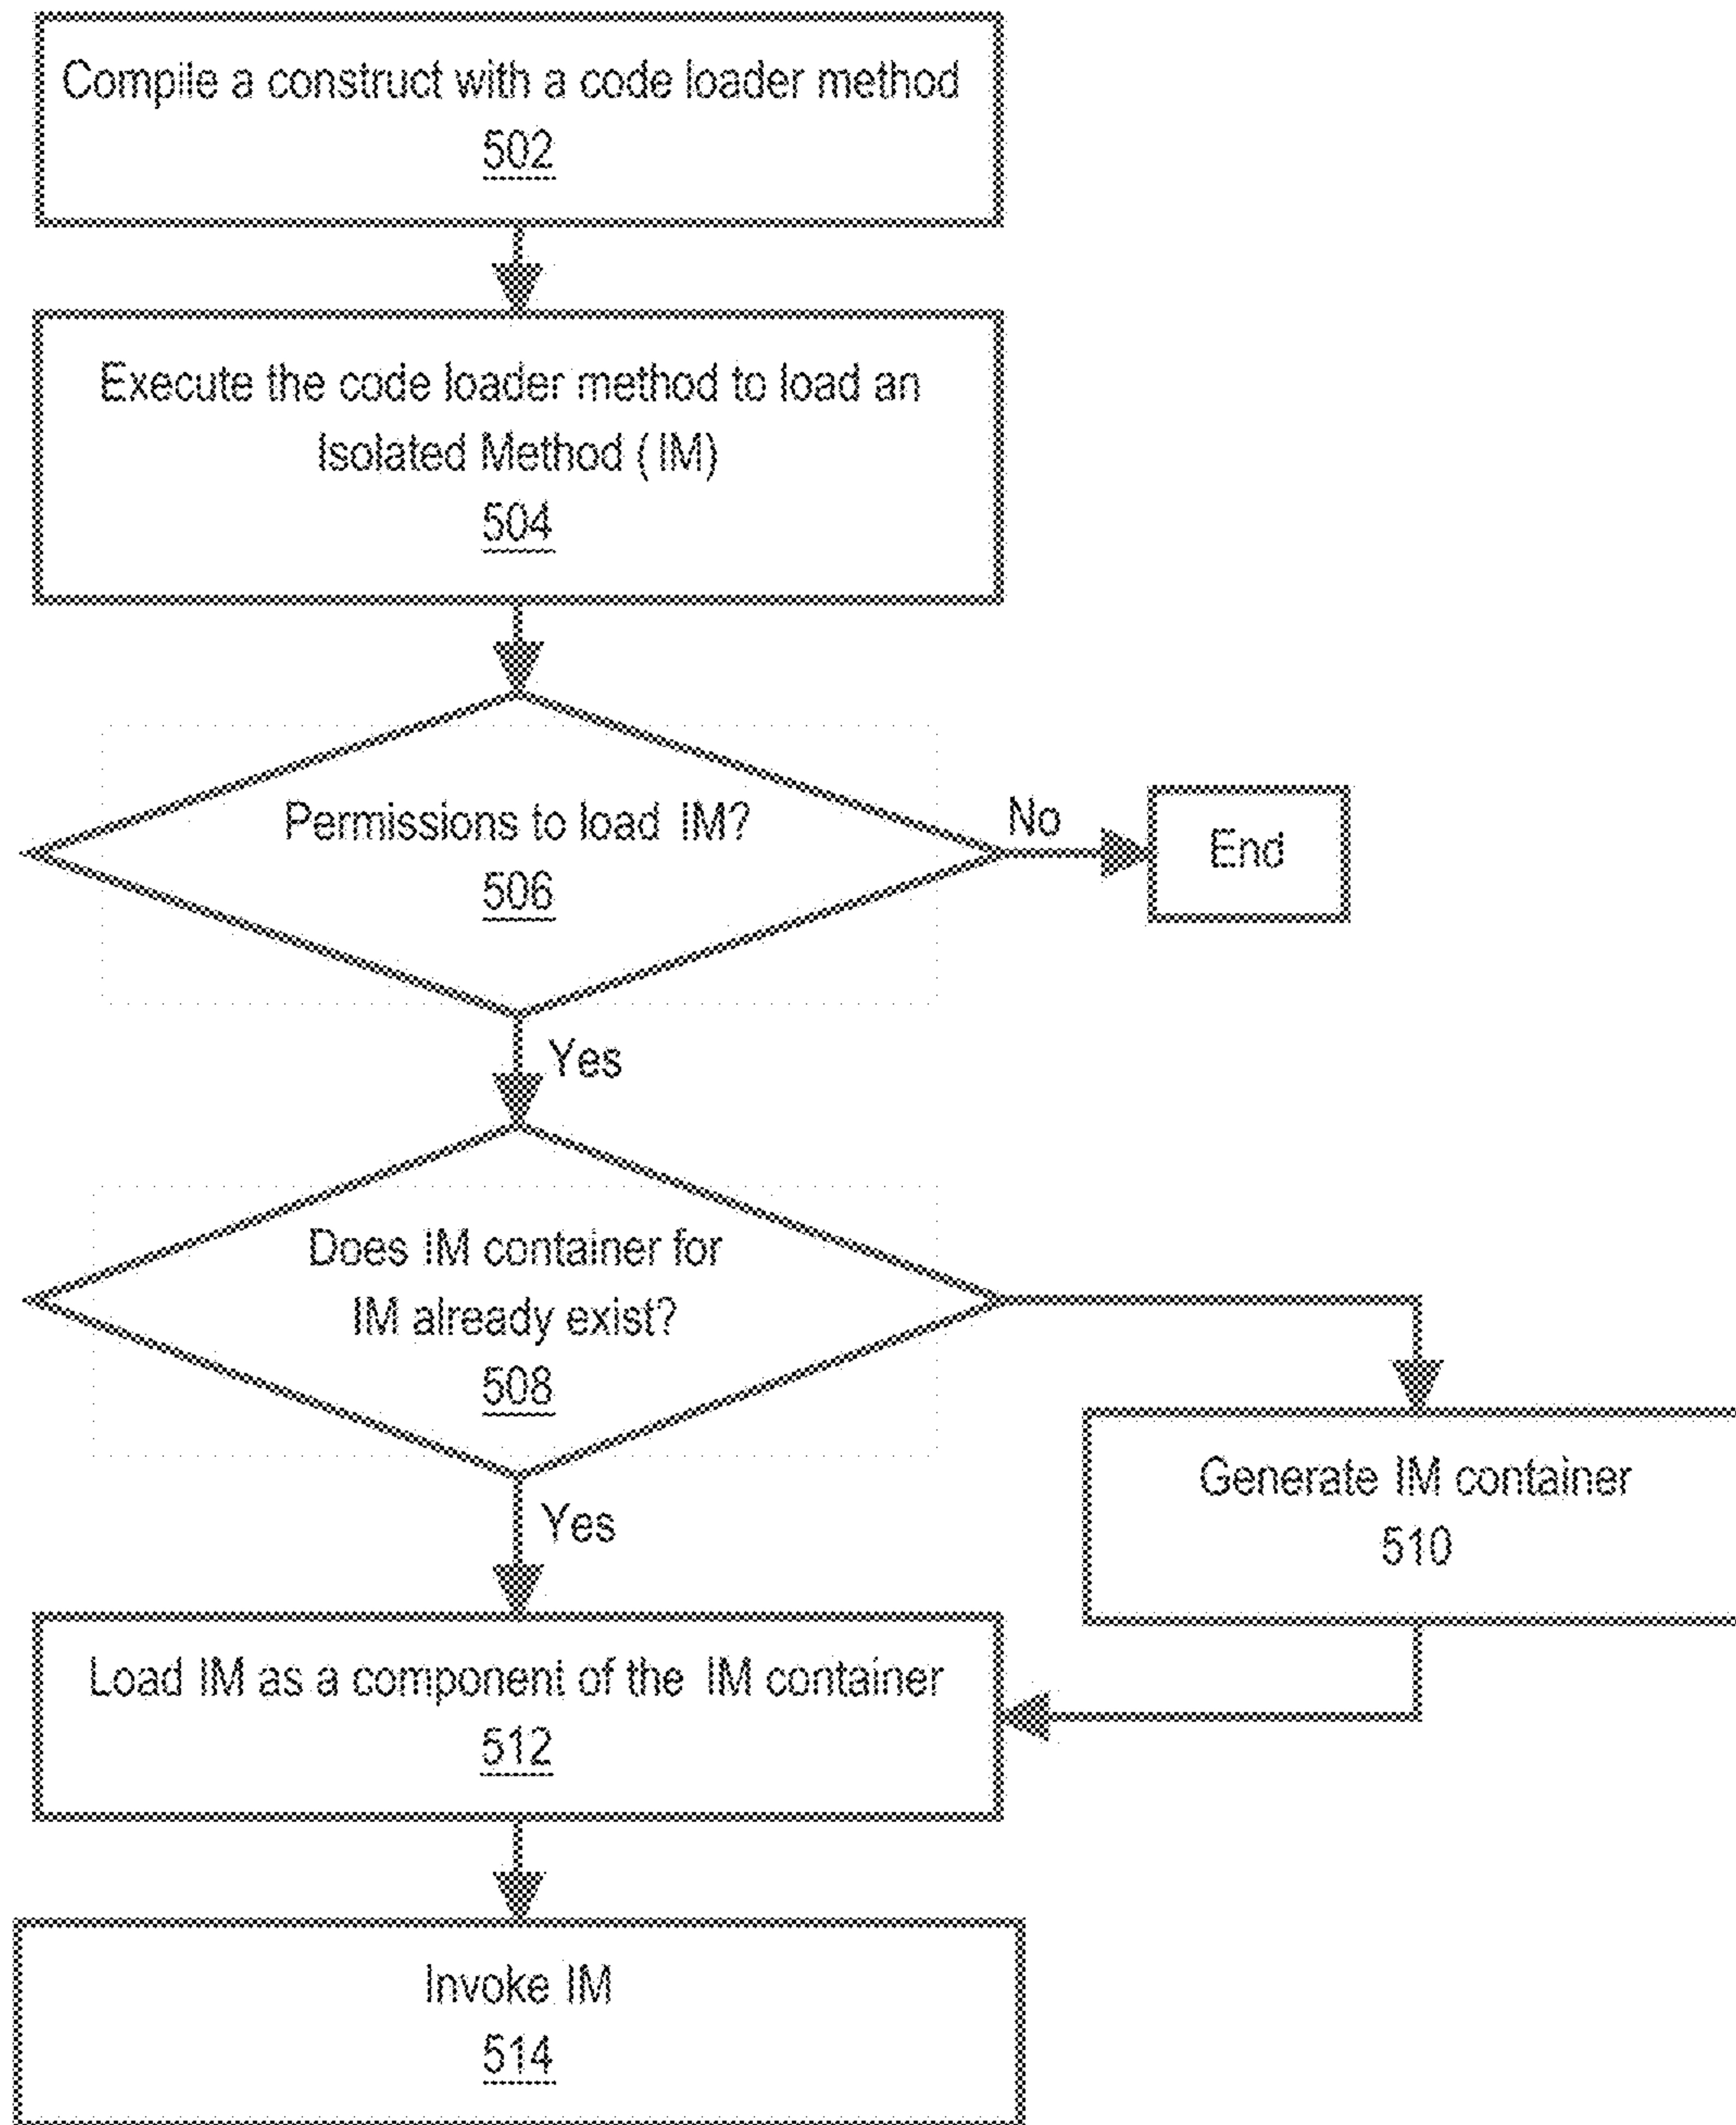 Compile a construct with a code loader method
502
Execute the code loader method to load an
Isolated Method (IM)
504
Permissions to load IM?
506
No
End
Yes
Does IM container for
IM already exist?
508
Generate IM container
510
Yes
Load IM as a component of the IM container
512
Invoke IM
514